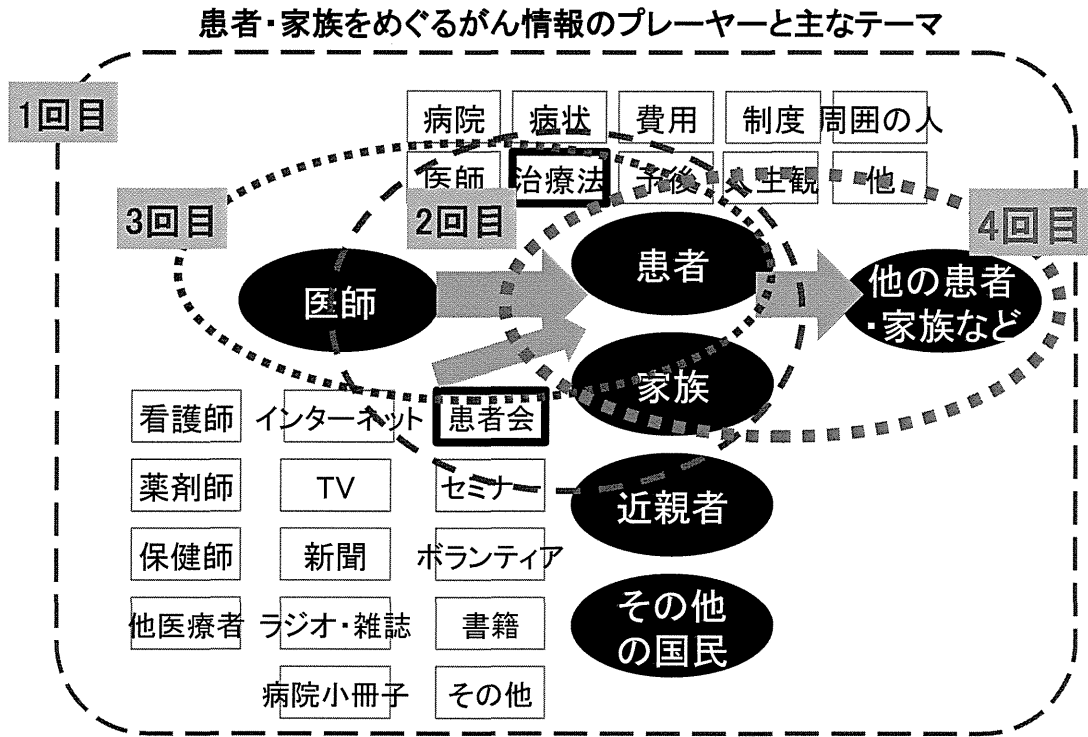 患者・家族をめぐるがん情報のプレーヤーと主なテーマ
1回目
病院 病状 費用 制度 周囲の人
医師 治療法 予後 人生観 他
3回目 2回目 4回目
医師
患者
他の患者
・家族など
家族
看護師 インターネット 患者会
薬剤師 TV セミナー
近親者
保健師 新聞 ボランティア
他医療者 ラジオ・雑誌 書籍
その他
の国民
病院小冊子 その他